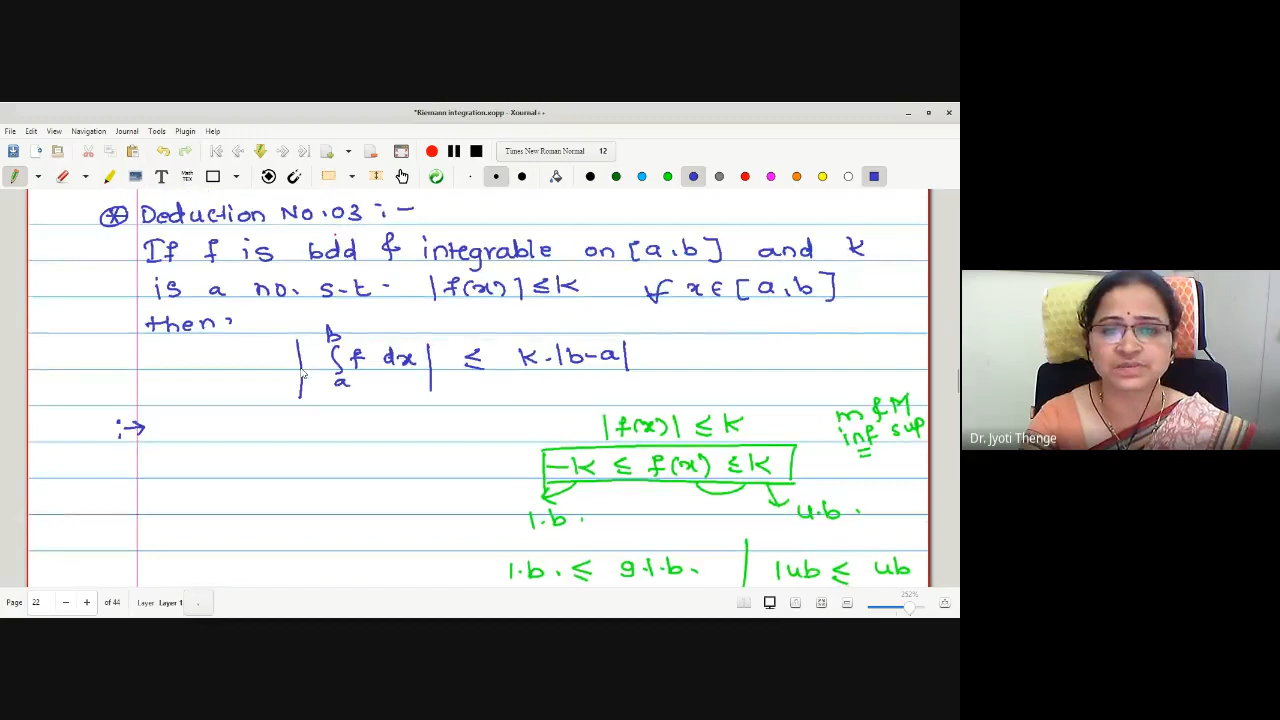 *Riemann integration.xopp - Xournal++
File Edit View Navigation Journal Tools Plugin Help
Times New Roman Normal 12
⊛ Deduction No.03 :-
If f is bdd & integrable on [a,b] and k
is a no. s.t. |f(x)| ≤ k ∀ x ∈ [a,b]
then,
| ∫_a^b f dx | ≤ k·|b-a|
:→
|f(x)| ≤ k
-k ≤ f(x) ≤ k
l.b. u.b.
m & M
inf sup
l.b. ≤ g.l.b. | lub ≤ ub
Page 22 of 44 Layer Layer 1 252%
Dr. Jyoti Thenge